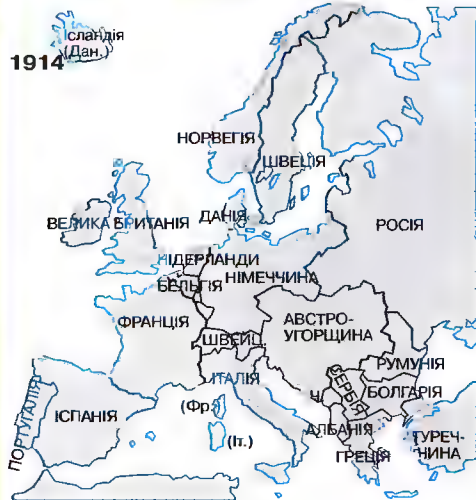 Ісландія
(Дан.)
1914
НОРВЕГІЯ
ШВЕЦІЯ
ВЕЛИКА БРИТАНІЯ
ДАНІЯ
РОСІЯ
НІДЕРЛАНДИ
БЕЛЬГІЯ
НІМЕЧЧИНА
ФРАНЦІЯ
АВСТРО-
УГОРЩИНА
ШВЕЙЦ.
РУМУНІЯ
ІТАЛІЯ
СЕРБІЯ
БОЛГАРІЯ
Ч.
ПОРТУГАЛІЯ
ІСПАНІЯ
(Фр.)
(Іт.)
АЛБАНІЯ
ГРЕЦІЯ
ТУРЕЧ-
ЧИНА